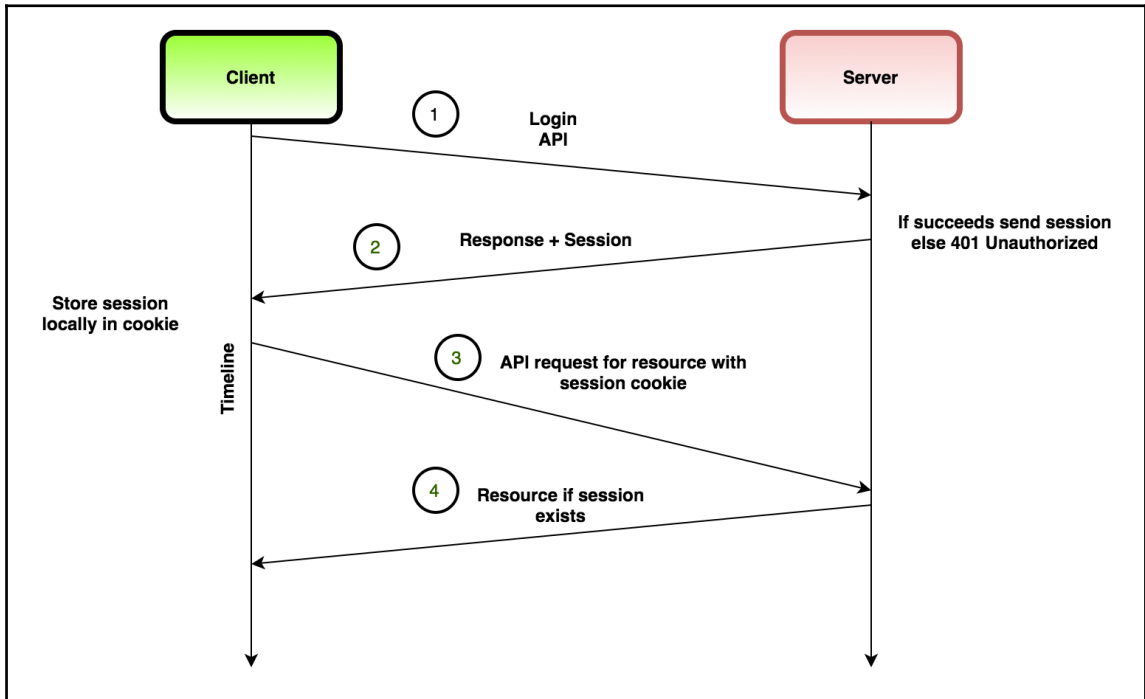 Client
Server
1
Login
API
If succeeds send session
else 401 Unauthorized
2
Response + Session
Store session
locally in cookie
Timeline
3
API request for resource with
session cookie
4
Resource if session
exists